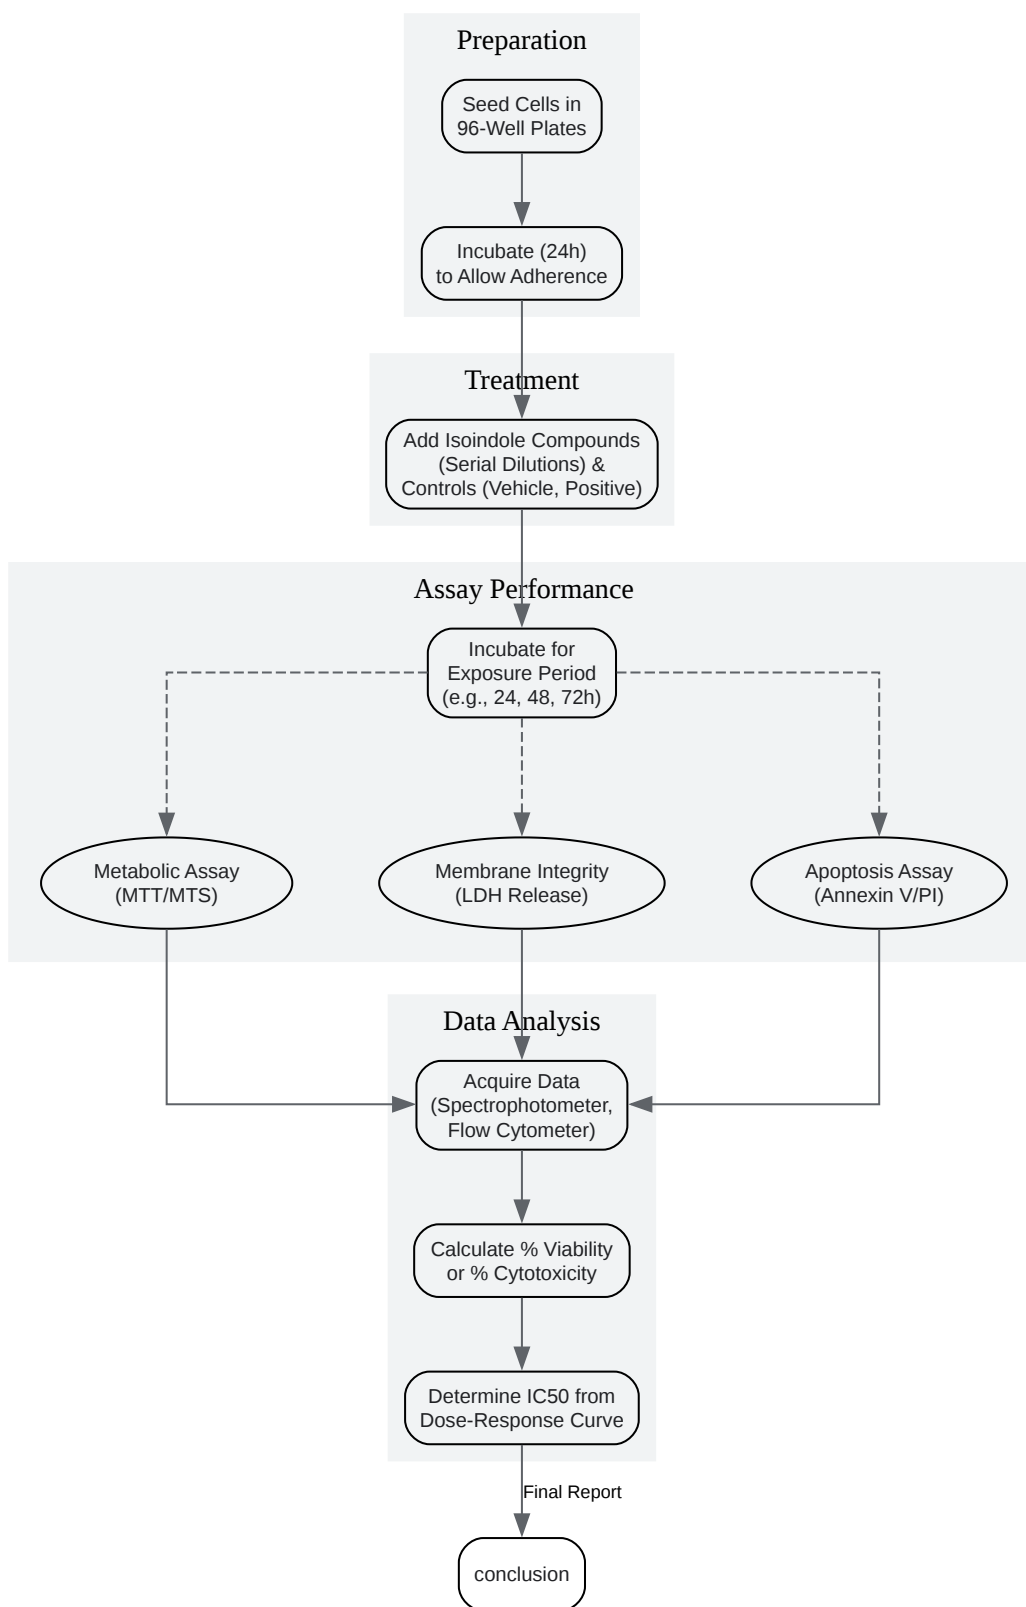 Preparation
Seed Cells in
96-Well Plates
Incubate (24h)
to Allow Adherence
Treatment
Add Isoindole Compounds
(Serial Dilutions) &
Controls (Vehicle, Positive)
Assay Performance
Incubate for
Exposure Period
(e.g., 24, 48, 72h)
Metabolic Assay
(MTT/MTS)
Membrane Integrity
(LDH Release)
Apoptosis Assay
(Annexin V/PI)
Data Analysis
Acquire Data
(Spectrophotometer,
Flow Cytometer)
Calculate % Viability
or % Cytotoxicity
Determine IC50 from
Dose-Response Curve
Final Report
conclusion